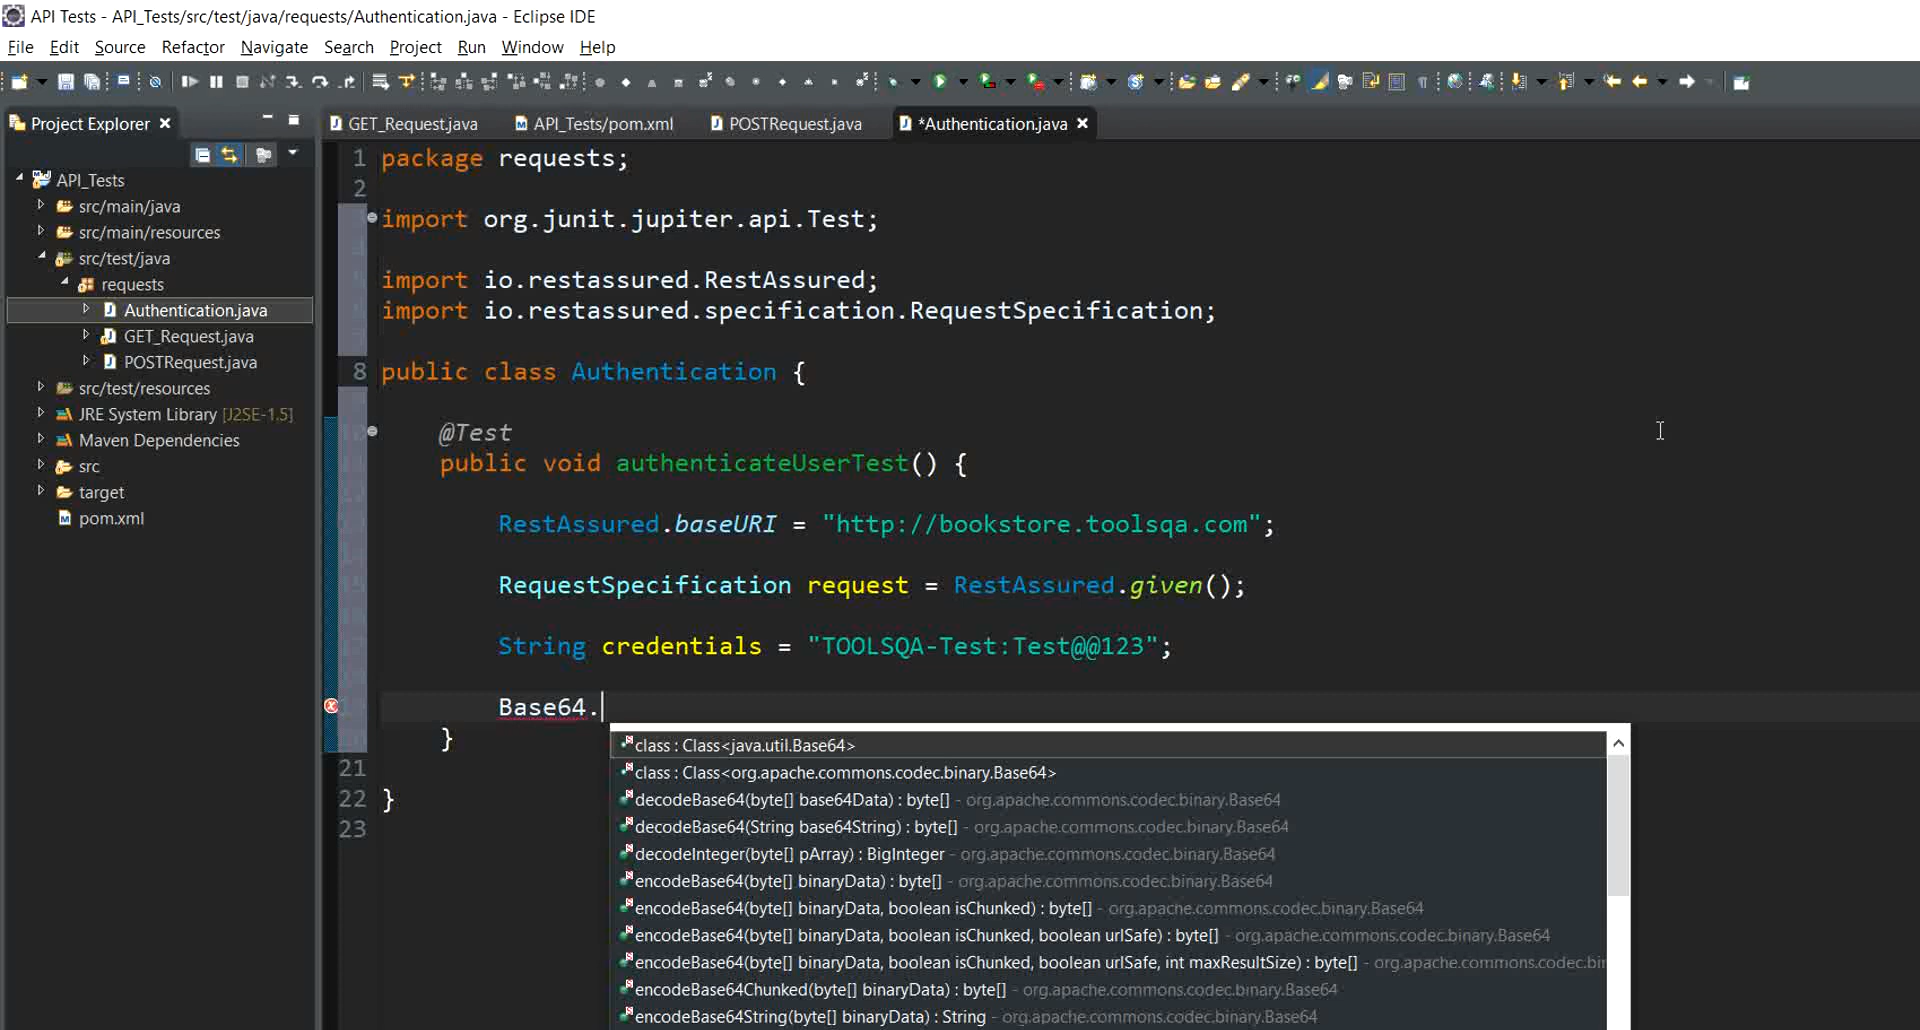 API Tests - API_Tests/src/test/java/requests/Authentication.java - Eclipse IDE
File Edit Source Refactor Navigate Search Project Run Window Help
Project Explorer
GET_Request.java API_Tests/pom.xml POSTRequest.java *Authentication.java
API_Tests
src/main/java
src/main/resources
src/test/java
requests
Authentication.java
GET_Request.java
POSTRequest.java
src/test/resources
JRE System Library [J2SE-1.5]
Maven Dependencies
src
target
pom.xml
1 package requests;
2
import org.junit.jupiter.api.Test;
import io.restassured.RestAssured;
import io.restassured.specification.RequestSpecification;
8 public class Authentication {
@Test
public void authenticateUserTest() {
RestAssured.baseURI = "http://bookstore.toolsqa.com";
RequestSpecification request = RestAssured.given();
String credentials = "TOOLSQA-Test:Test@@123";
Base64.
}
21
22 }
23
class : Class<java.util.Base64>
class : Class<org.apache.commons.codec.binary.Base64>
decodeBase64(byte[] base64Data) : byte[] - org.apache.commons.codec.binary.Base64
decodeBase64(String base64String) : byte[] - org.apache.commons.codec.binary.Base64
decodeInteger(byte[] pArray) : BigInteger - org.apache.commons.codec.binary.Base64
encodeBase64(byte[] binaryData) : byte[] - org.apache.commons.codec.binary.Base64
encodeBase64(byte[] binaryData, boolean isChunked) : byte[] - org.apache.commons.codec.binary.Base64
encodeBase64(byte[] binaryData, boolean isChunked, boolean urlSafe) : byte[] - org.apache.commons.codec.binary.Base64
encodeBase64(byte[] binaryData, boolean isChunked, boolean urlSafe, int maxResultSize) : byte[] - org.apache.commons.codec.bin
encodeBase64Chunked(byte[] binaryData) : byte[] - org.apache.commons.codec.binary.Base64
encodeBase64String(byte[] binaryData) : String - org.apache.commons.codec.binary.Base64